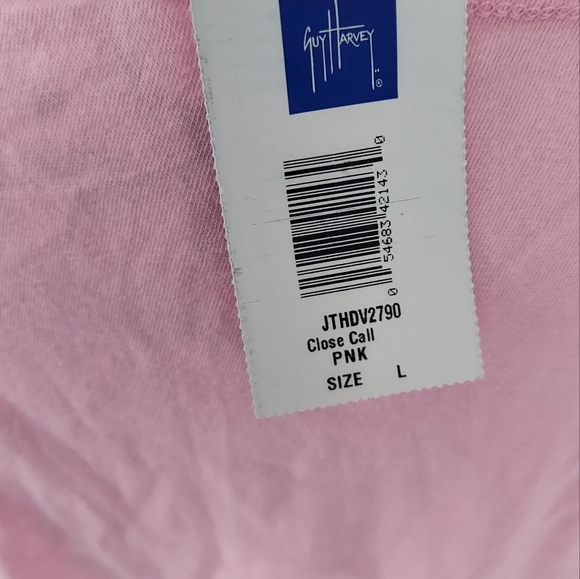 Guy Harvey ®
0 54683 42143 0
JTHDV2790
Close Call
PNK
SIZE L